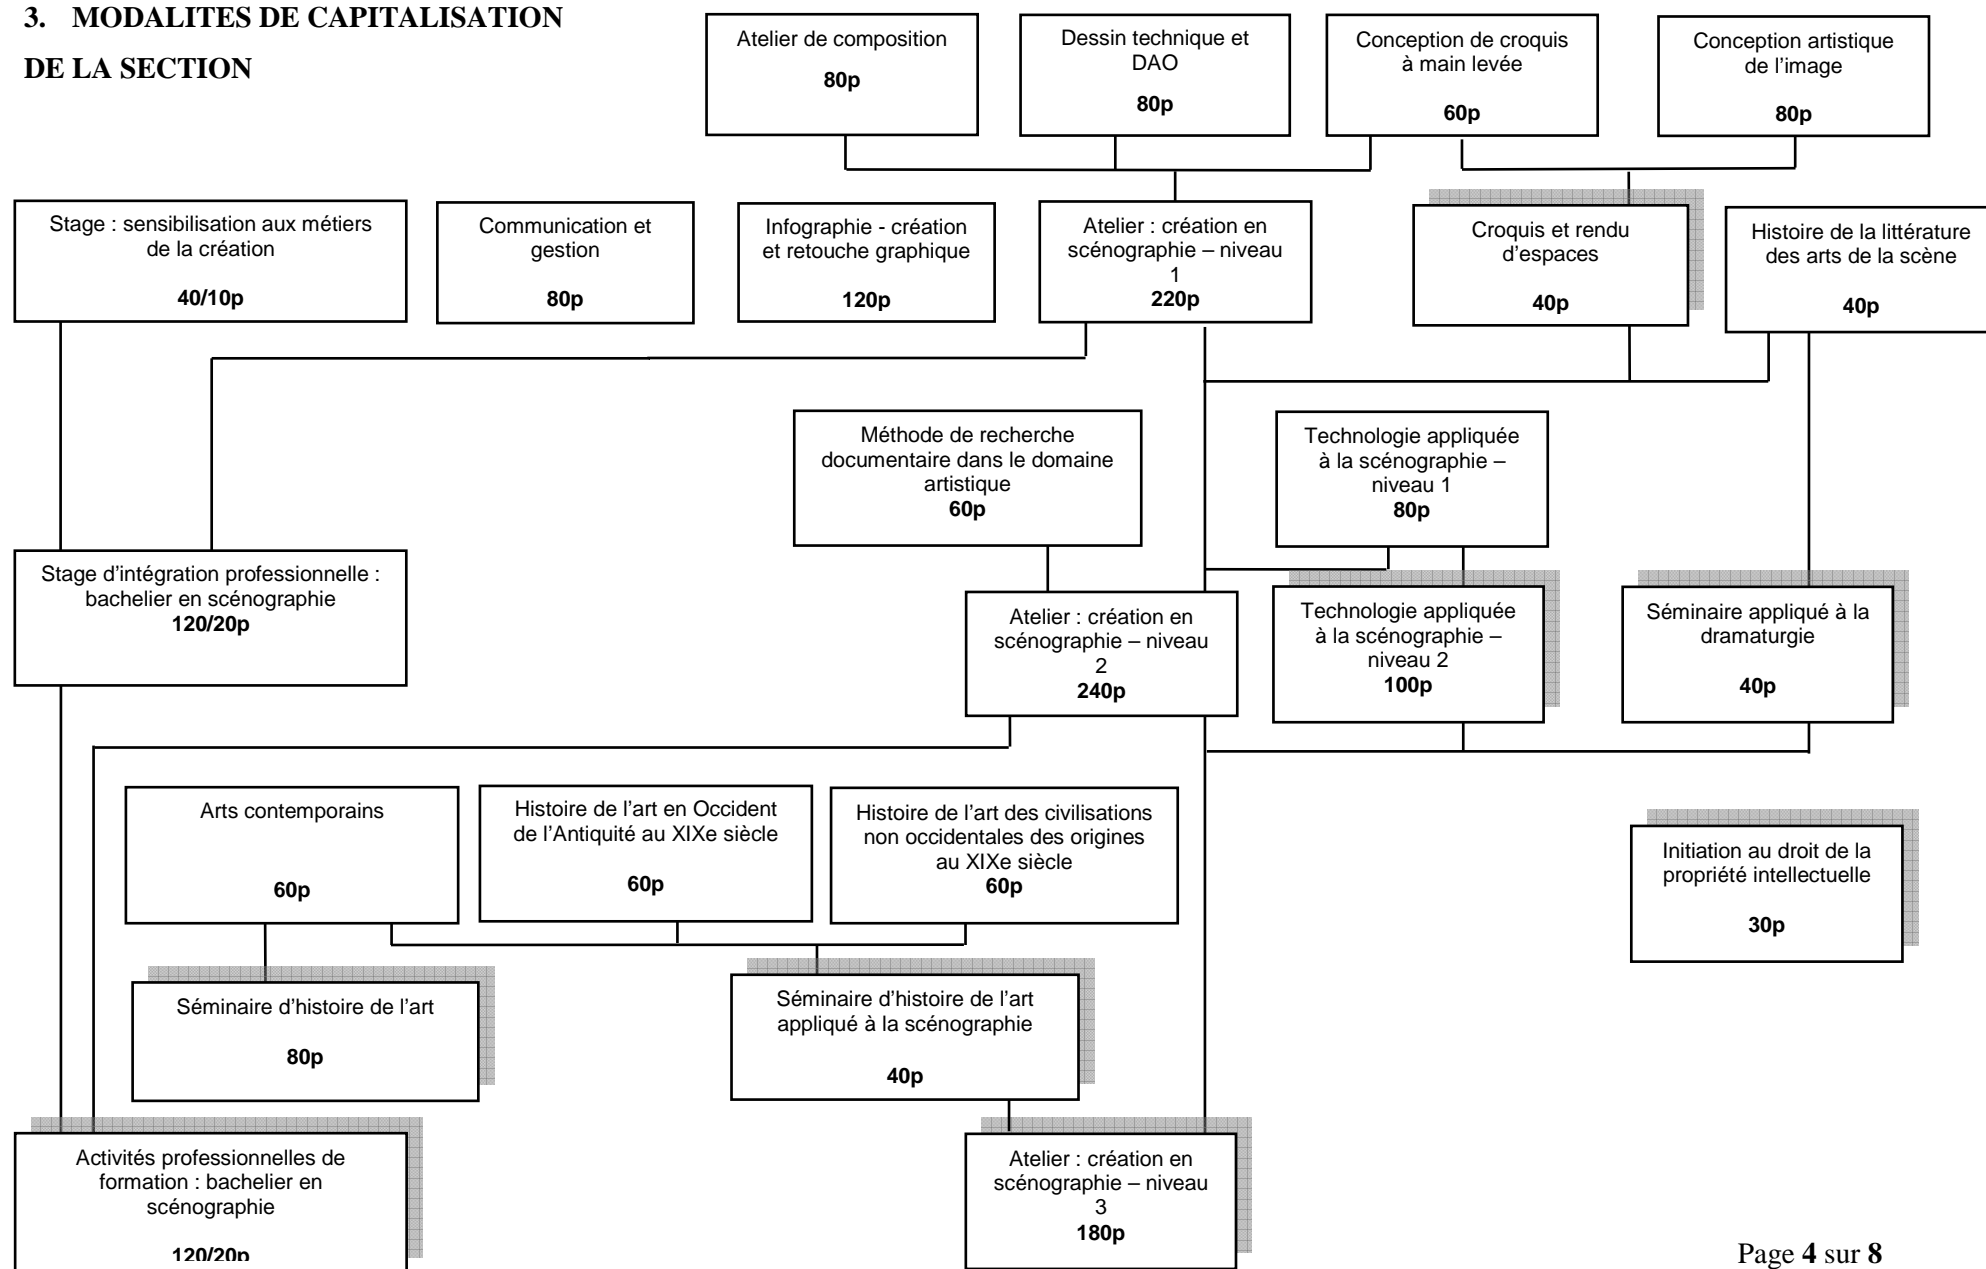 3. MODALITES DE CAPITALISATION
DE LA SECTION
Atelier de composition
80p
Dessin technique et
DAO
80p
Conception de croquis
à main levée
60p
Conception artistique
de l'image
80p
Stage : sensibilisation aux métiers
de la création
40/10p
Communication et
gestion
80p
Infographie - création
et retouche graphique
120p
Atelier : création en
scénographie – niveau
1
220p
Croquis et rendu
d'espaces
40p
Histoire de la littérature
des arts de la scène
40p
Méthode de recherche
documentaire dans le domaine
artistique
60p
Technologie appliquée
à la scénographie –
niveau 1
80p
Stage d'intégration professionnelle :
bachelier en scénographie
120/20p
Atelier : création en
scénographie – niveau
2
240p
Technologie appliquée
à la scénographie –
niveau 2
100p
Séminaire appliqué à la
dramaturgie
40p
Arts contemporains
60p
Histoire de l'art en Occident
de l'Antiquité au XIXe siècle
60p
Histoire de l'art des civilisations
non occidentales des origines
au XIXe siècle
60p
Initiation au droit de la
propriété intellectuelle
30p
Séminaire d'histoire de l'art
80p
Séminaire d'histoire de l'art
appliqué à la scénographie
40p
Activités professionnelles de
formation : bachelier en
scénographie
120/20p
Atelier : création en
scénographie – niveau
3
180p
Page 4 sur 8